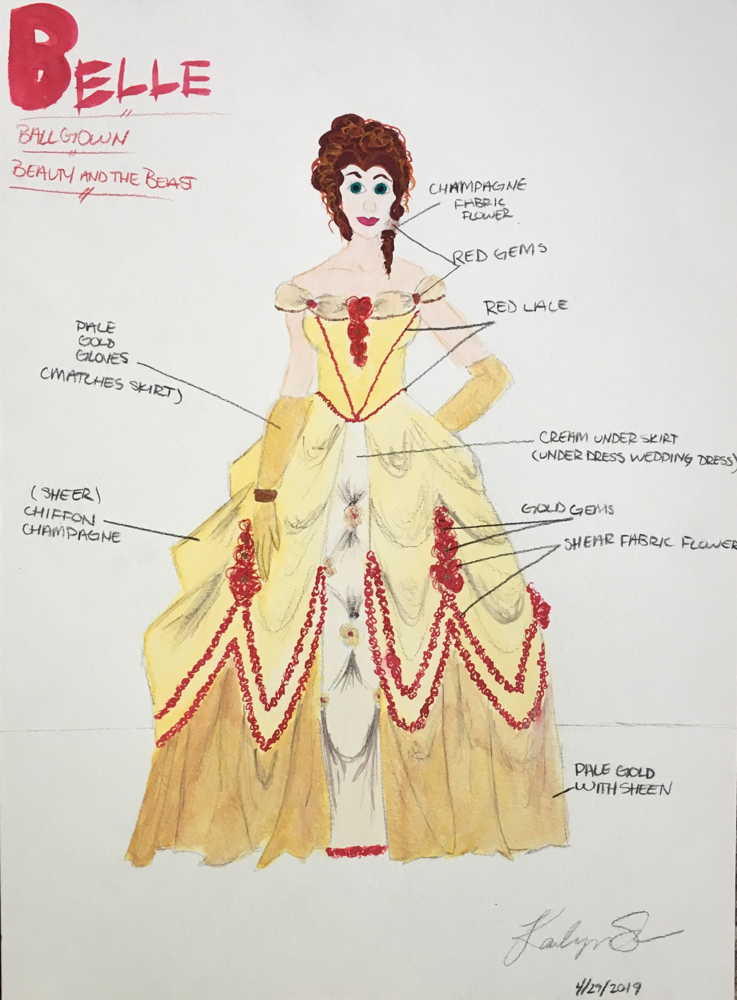 BELLE
BALLGOWN
BEAUTY AND THE BEAST
CHAMPAGNE
FABRIC
FLOWER
RED GEMS
RED LACE
PALE
GOLD
GLOVES
(MATCHES SKIRT)
CREAM UNDERSKIRT
(UNDER DRESS WEDDING DRESS)
(SHEER)
CHIFFON
CHAMPAGNE
GOLD GEMS
SHEAR FABRIC FLOWER
PALE GOLD
WITH SHEEN
4/29/2019